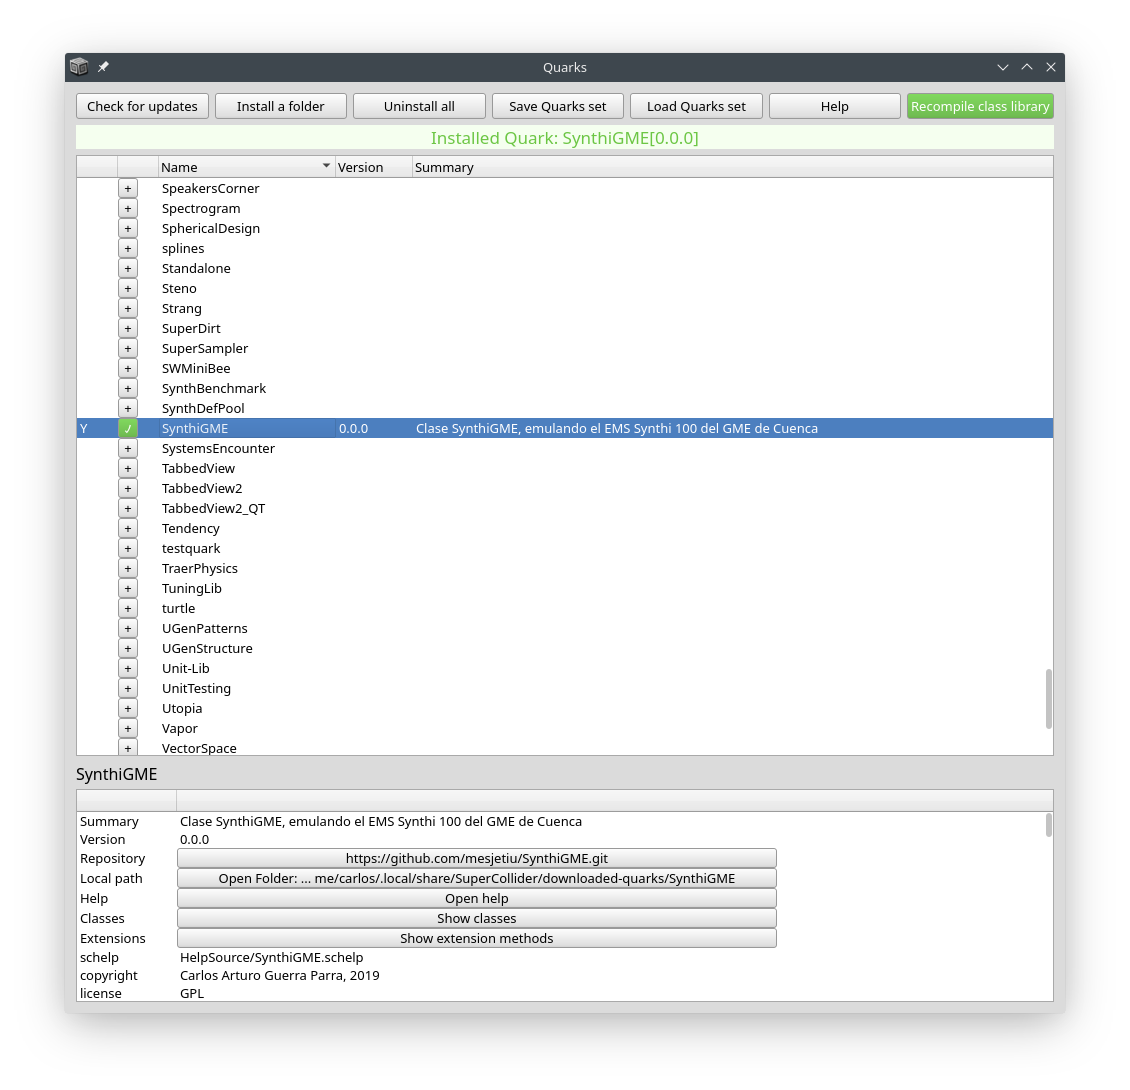 Quarks
Check for updates Install a folder Uninstall all Save Quarks set Load Quarks set Help Recompile class library
Installed Quark: SynthiGME[0.0.0]
Name Version Summary
+ SpeakersCorner
+ Spectrogram
+ SphericalDesign
+ splines
+ Standalone
+ Steno
+ Strang
+ SuperDirt
+ SuperSampler
+ SWMiniBee
+ SynthBenchmark
+ SynthDefPool
Y ✓ SynthiGME 0.0.0 Clase SynthiGME, emulando el EMS Synthi 100 del GME de Cuenca
+ SystemsEncounter
+ TabbedView
+ TabbedView2
+ TabbedView2_QT
+ Tendency
+ testquark
+ TraerPhysics
+ TuningLib
+ turtle
+ UGenPatterns
+ UGenStructure
+ Unit-Lib
+ UnitTesting
+ Utopia
+ Vapor
+ VectorSpace
SynthiGME
Summary Clase SynthiGME, emulando el EMS Synthi 100 del GME de Cuenca
Version 0.0.0
Repository https://github.com/mesjetiu/SynthiGME.git
Local path Open Folder: ... me/carlos/.local/share/SuperCollider/downloaded-quarks/SynthiGME
Help Open help
Classes Show classes
Extensions Show extension methods
schelp HelpSource/SynthiGME.schelp
copyright Carlos Arturo Guerra Parra, 2019
license GPL